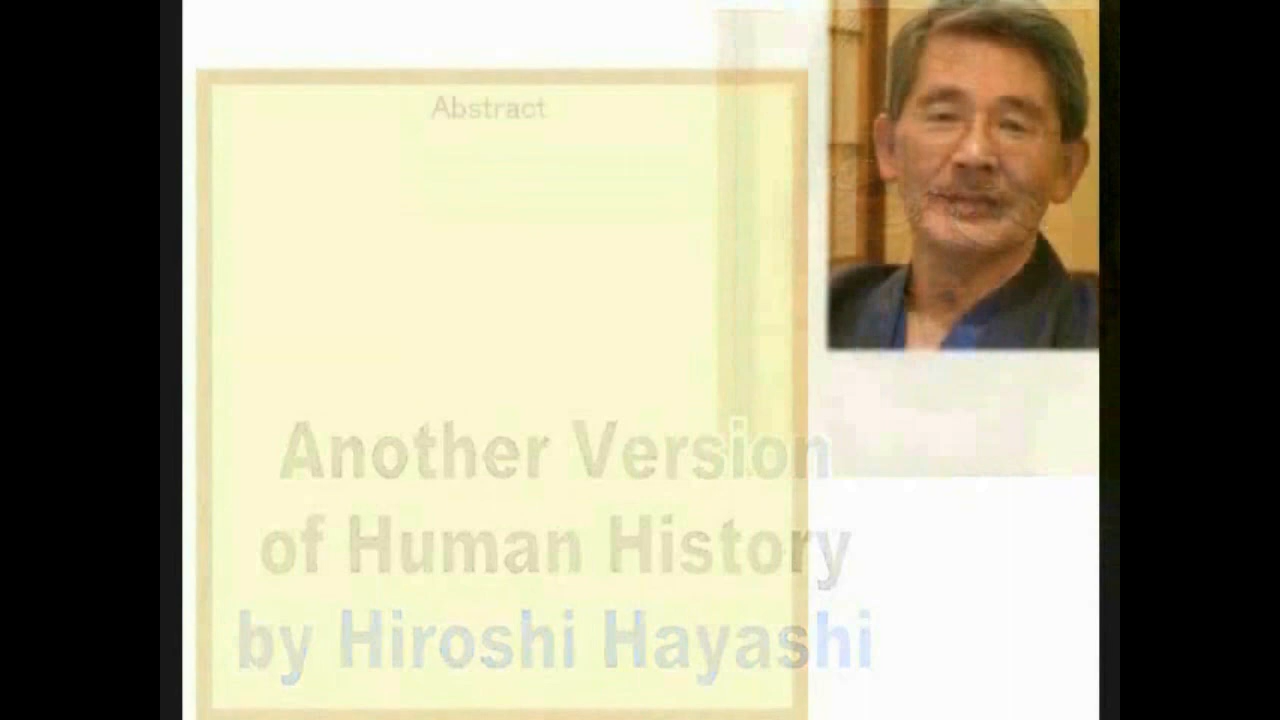 Abstract
Another Version
of Human History
by Hiroshi Hayashi